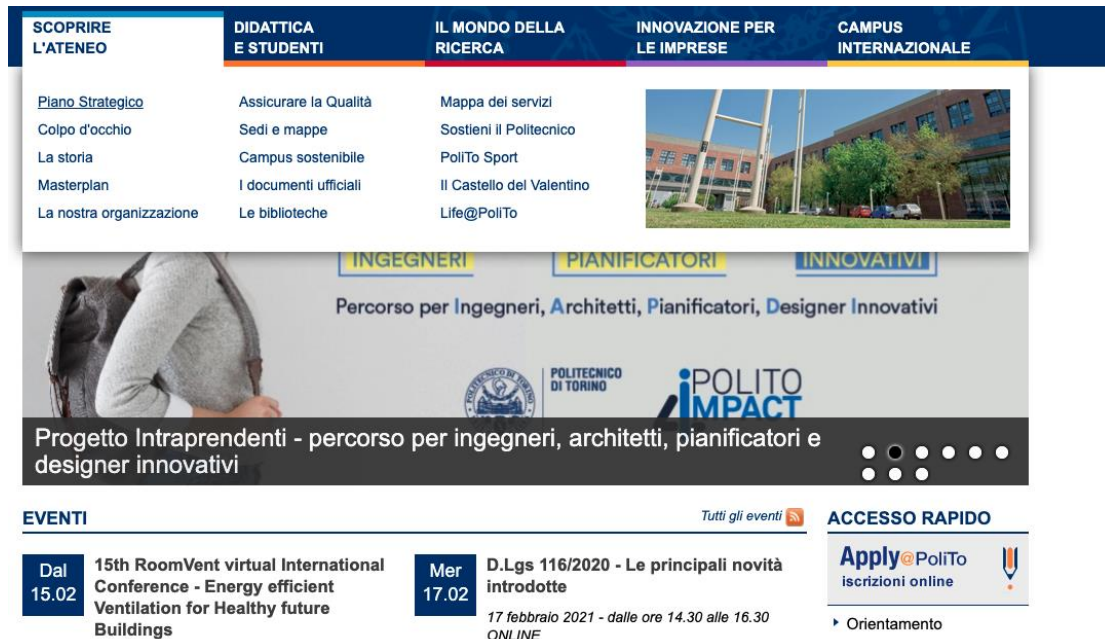 SCOPRIRE
L'ATENEO
DIDATTICA
E STUDENTI
IL MONDO DELLA
RICERCA
INNOVAZIONE PER
LE IMPRESE
CAMPUS
INTERNAZIONALE
Piano Strategico
Colpo d'occhio
La storia
Masterplan
La nostra organizzazione
Assicurare la Qualità
Sedi e mappe
Campus sostenibile
I documenti ufficiali
Le biblioteche
Mappa dei servizi
Sostieni il Politecnico
PoliTo Sport
Il Castello del Valentino
Life@PoliTo
INGEGNERI PIANIFICATORI INNOVATIVI
Percorso per Ingegneri, Architetti, Pianificatori, Designer Innovativi
POLITECNICO
DI TORINO
POLITO
IMPACT
Progetto Intraprendenti - percorso per ingegneri, architetti, pianificatori e
designer innovativi
EVENTI
Tutti gli eventi
Dal
15.02
15th RoomVent virtual International
Conference - Energy efficient
Ventilation for Healthy future
Buildings
Mer
17.02
D.Lgs 116/2020 - Le principali novità
introdotte
17 febbraio 2021 - dalle ore 14.30 alle 16.30
ONLINE
ACCESSO RAPIDO
Apply@PoliTo
iscrizioni online
Orientamento